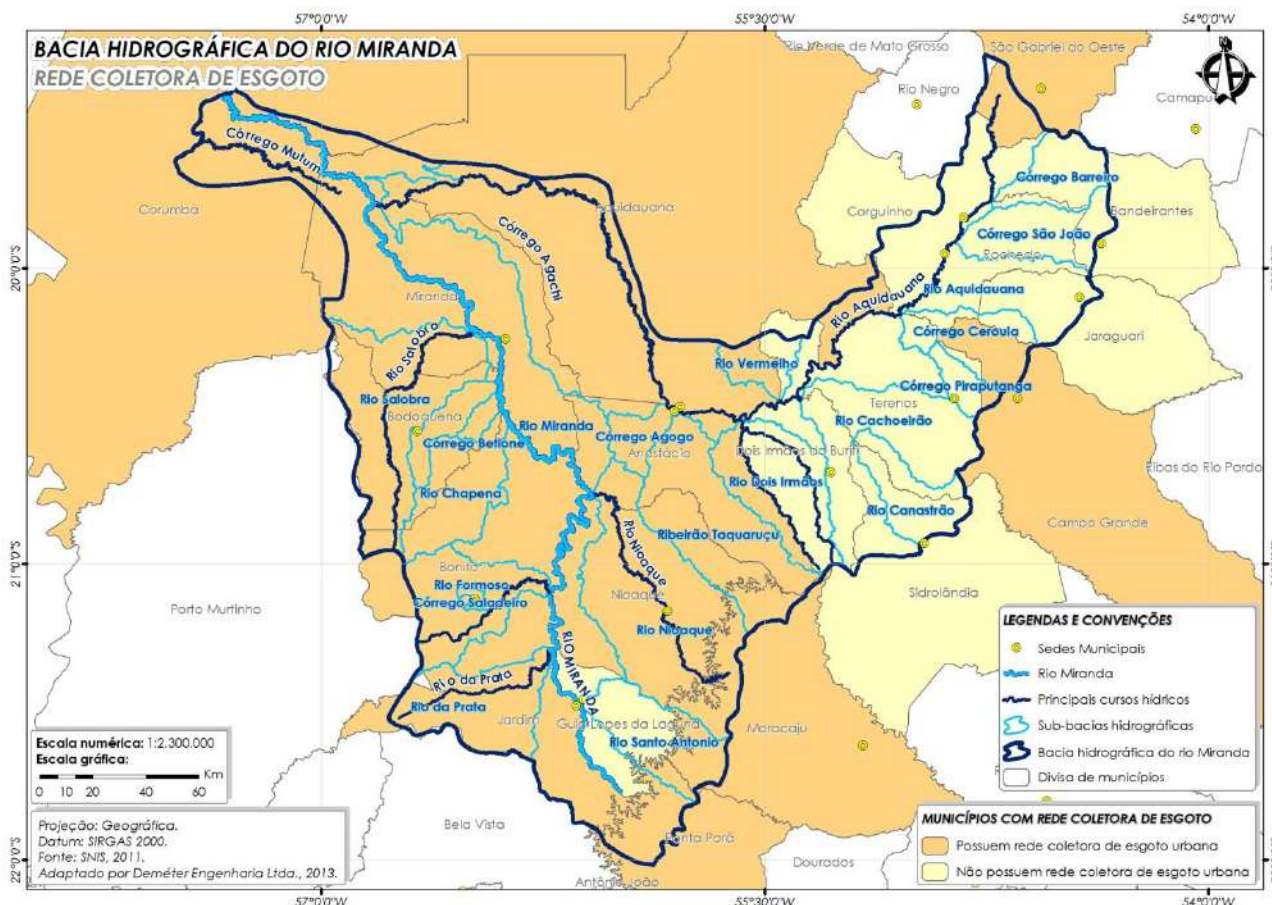 57°0'0"W
55°30'0"W
54°0'0"W
BACIA HIDROGRÁFICA DO RIO MIRANDA
REDE COLETORA DE ESGOTO
N
Rio Verde de Mato Grosso
São Gabriel do Oeste
Rio Negro
Córrego Mutum
Córrego Barreiro
Corumbá
Aquidauana
Corguinho
Bandeirantes
Córrego São João
Rochedo
20°0'0"S
Córrego Agachi
Rio Aquidauana
Rio Aquidauana
Miranda
Córrego Ceroula
Jaraguari
Rio Salobra
Rio Vermelho
Córrego Piraputanga
Terenos
Rio Salobra
Bodoquena
Rio Miranda
Rio Cachoeirão
Córrego Betione
Córrego Agogo
Anastácio
Dois Irmãos do Buriti
Ribas do Rio Pardo
Rio Dois Irmãos
Rio Chapena
Rio Canastrão
Campo Grande
Ribeirão Taquaruçu
Rio Nioaque
21°0'0"S
Bonito
Rio Formoso
Córrego Saladeiro
Nioaque
Sidrolândia
Porto Murtinho
Rio Nioaque
RIO MIRANDA
Rio da Prata
Rio da Prata
Jardim
Guia Lopes da Laguna
Maracaju
Rio Santo Antonio
LEGENDAS E CONVENÇÕES
Sedes Municipais
Rio Miranda
Principais cursos hídricos
Sub-bacias hidrográficas
Bacia hidrográfica do rio Miranda
Divisa de municípios
Escala numérica: 1:2.300.000
Escala gráfica:
Km
0 10 20 40 60
Projeção: Geográfica.
Datum: SIRGAS 2000.
Fonte: SNIS, 2011.
Adaptado por Deméter Engenharia Ltda., 2013.
Bela Vista
Ponta Porã
Dourados
Antônio João
MUNICÍPIOS COM REDE COLETORA DE ESGOTO
Possuem rede coletora de esgoto urbana
Não possuem rede coletora de esgoto urbana
22°0'0"S
57°0'0"W
55°30'0"W
54°0'0"W